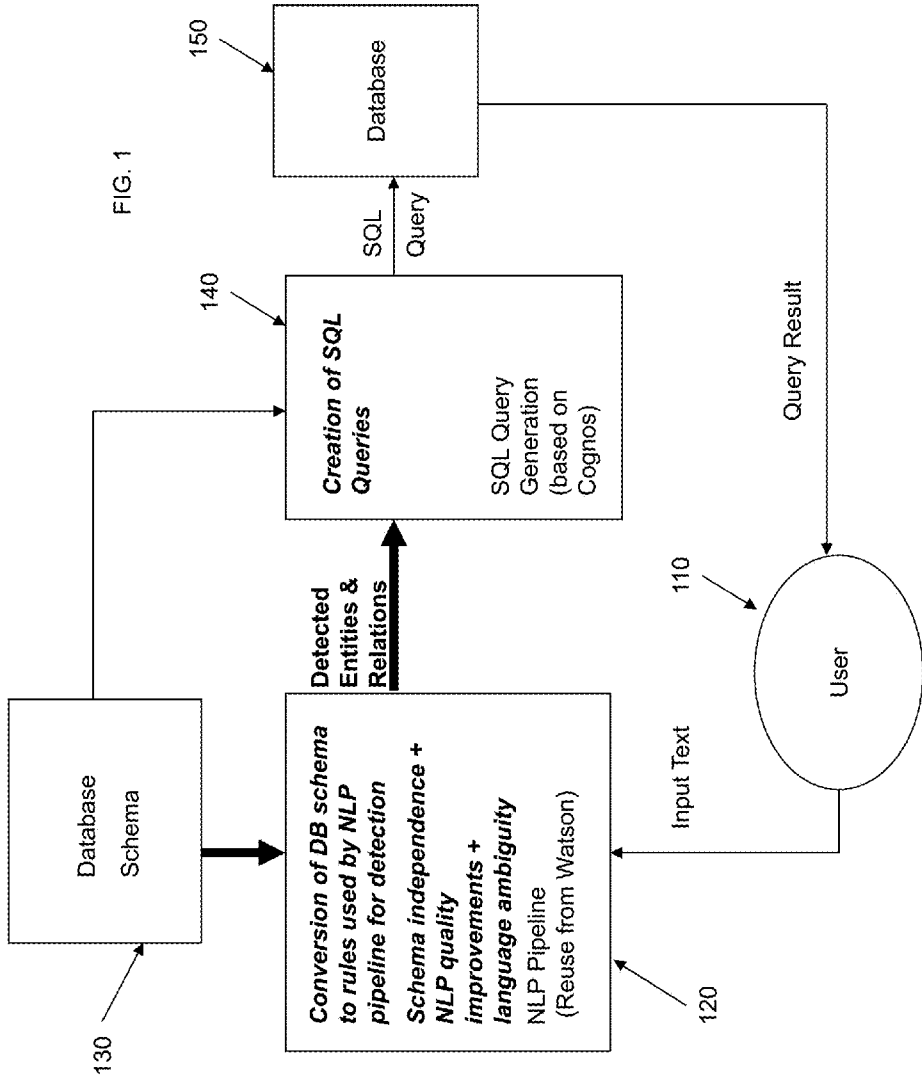 FIG. 1
130
Database
Schema
Conversion of DB schema
to rules used by NLP
pipeline for detection
Schema independence +
NLP quality
improvements +
language ambiguity
NLP Pipeline
(Reuse from Watson)
120
Detected
Entities &
Relations
140
Creation of SQL
Queries
SQL Query
Generation
(based on
Cognos)
SQL
Query
150
Database
Input Text
110
User
Query Result